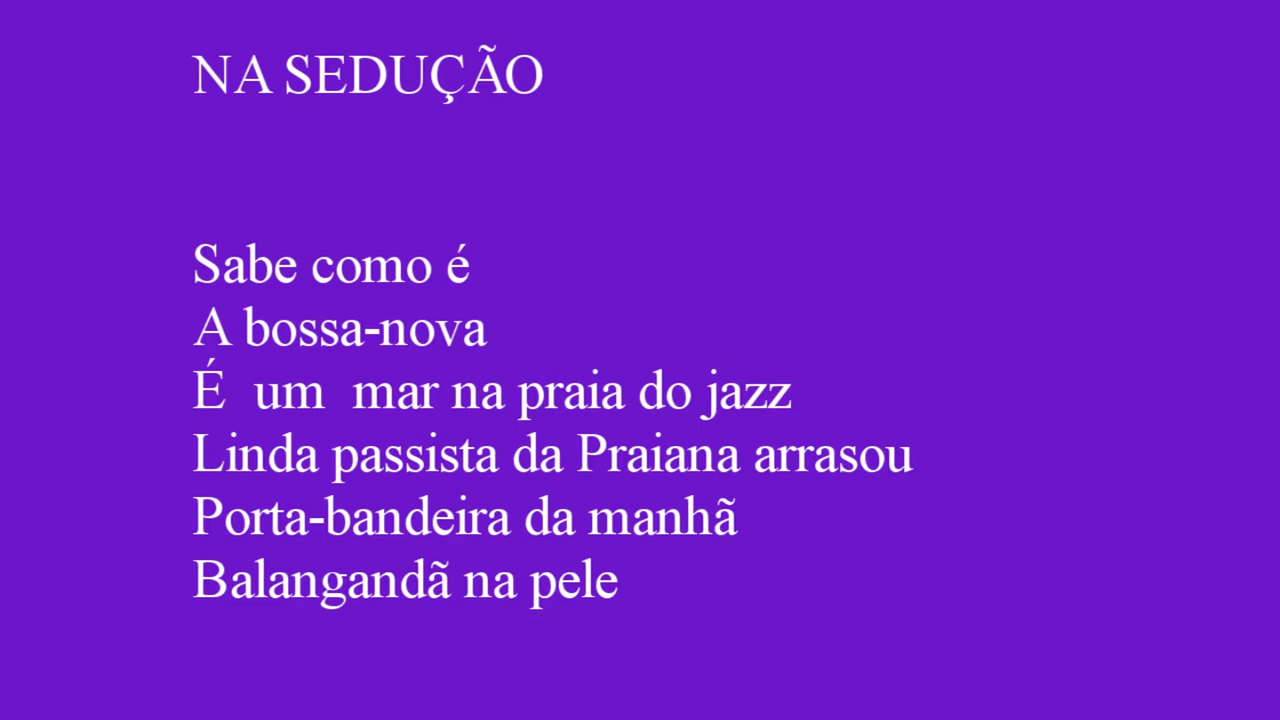 NA SEDUÇÃO
Sabe como é
A bossa-nova
É  um  mar na praia do jazz
Linda passista da Praiana arrasou
Porta-bandeira da manhã
Balangandã na pele